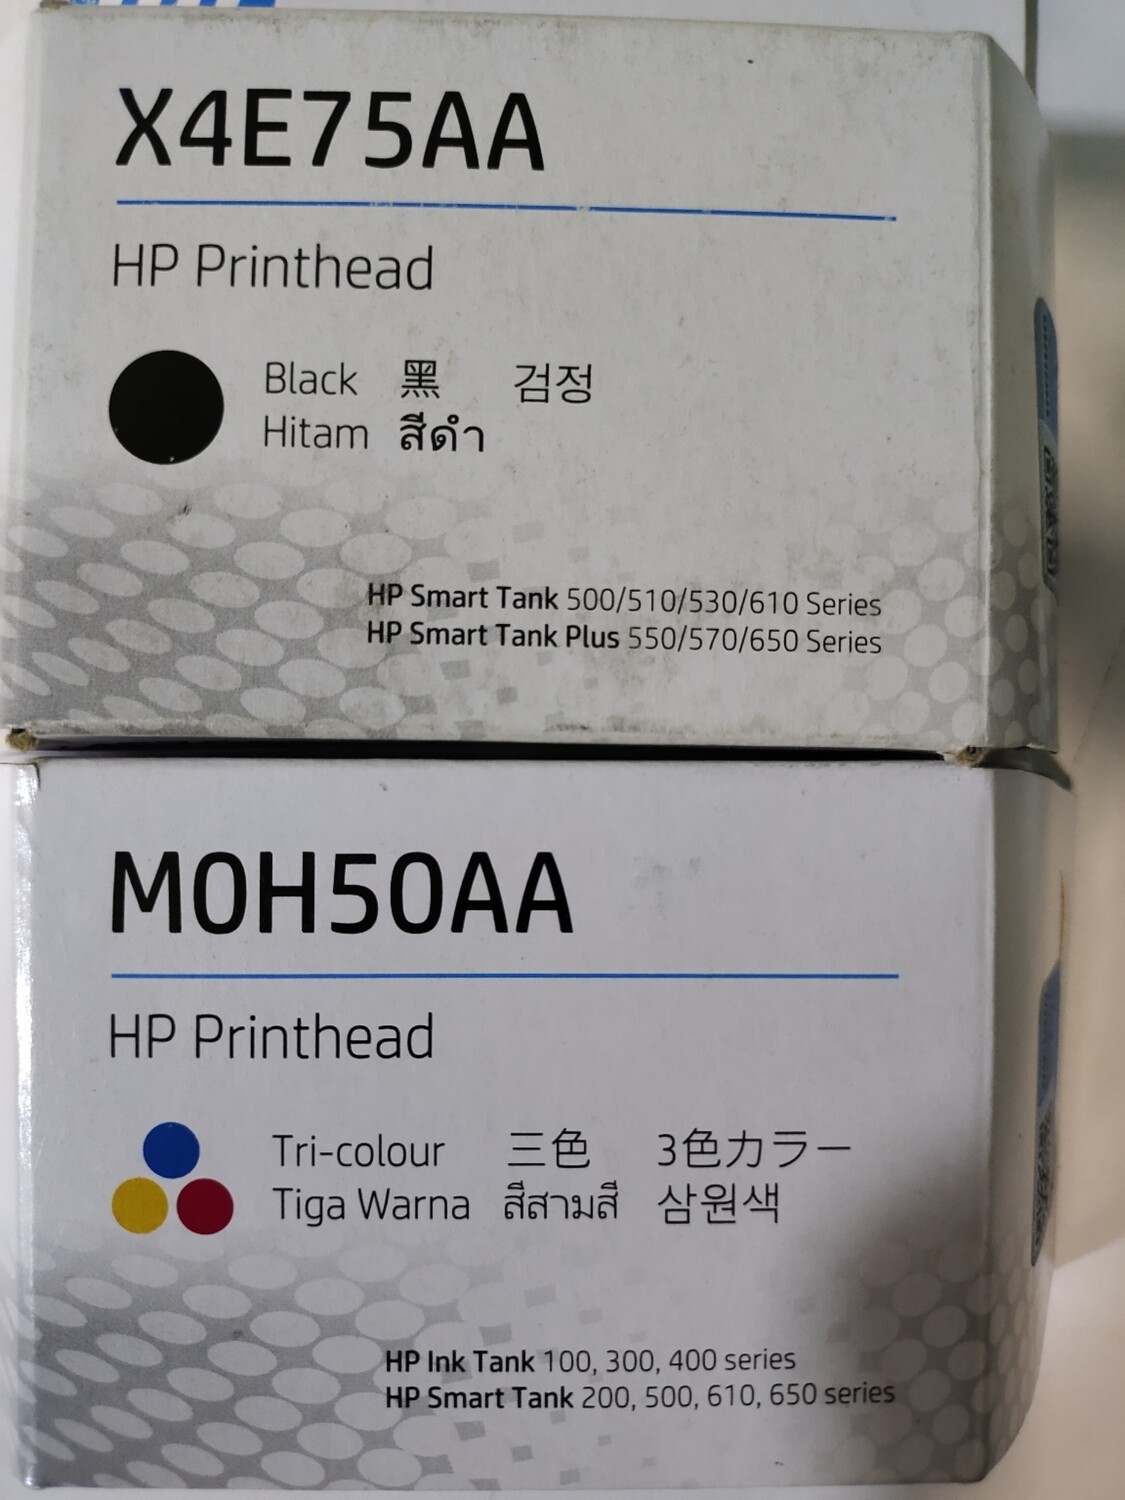 X4E75AA
HP Printhead
Black 黑 검정
Hitam สีดำ
HP Smart Tank 500/510/530/610 Series
HP Smart Tank Plus 550/570/650 Series
M0H50AA
HP Printhead
Tri-colour 三色 3色カラー
Tiga Warna สีสามสี 삼원색
HP Ink Tank 100, 300, 400 series
HP Smart Tank 200, 500, 610, 650 series